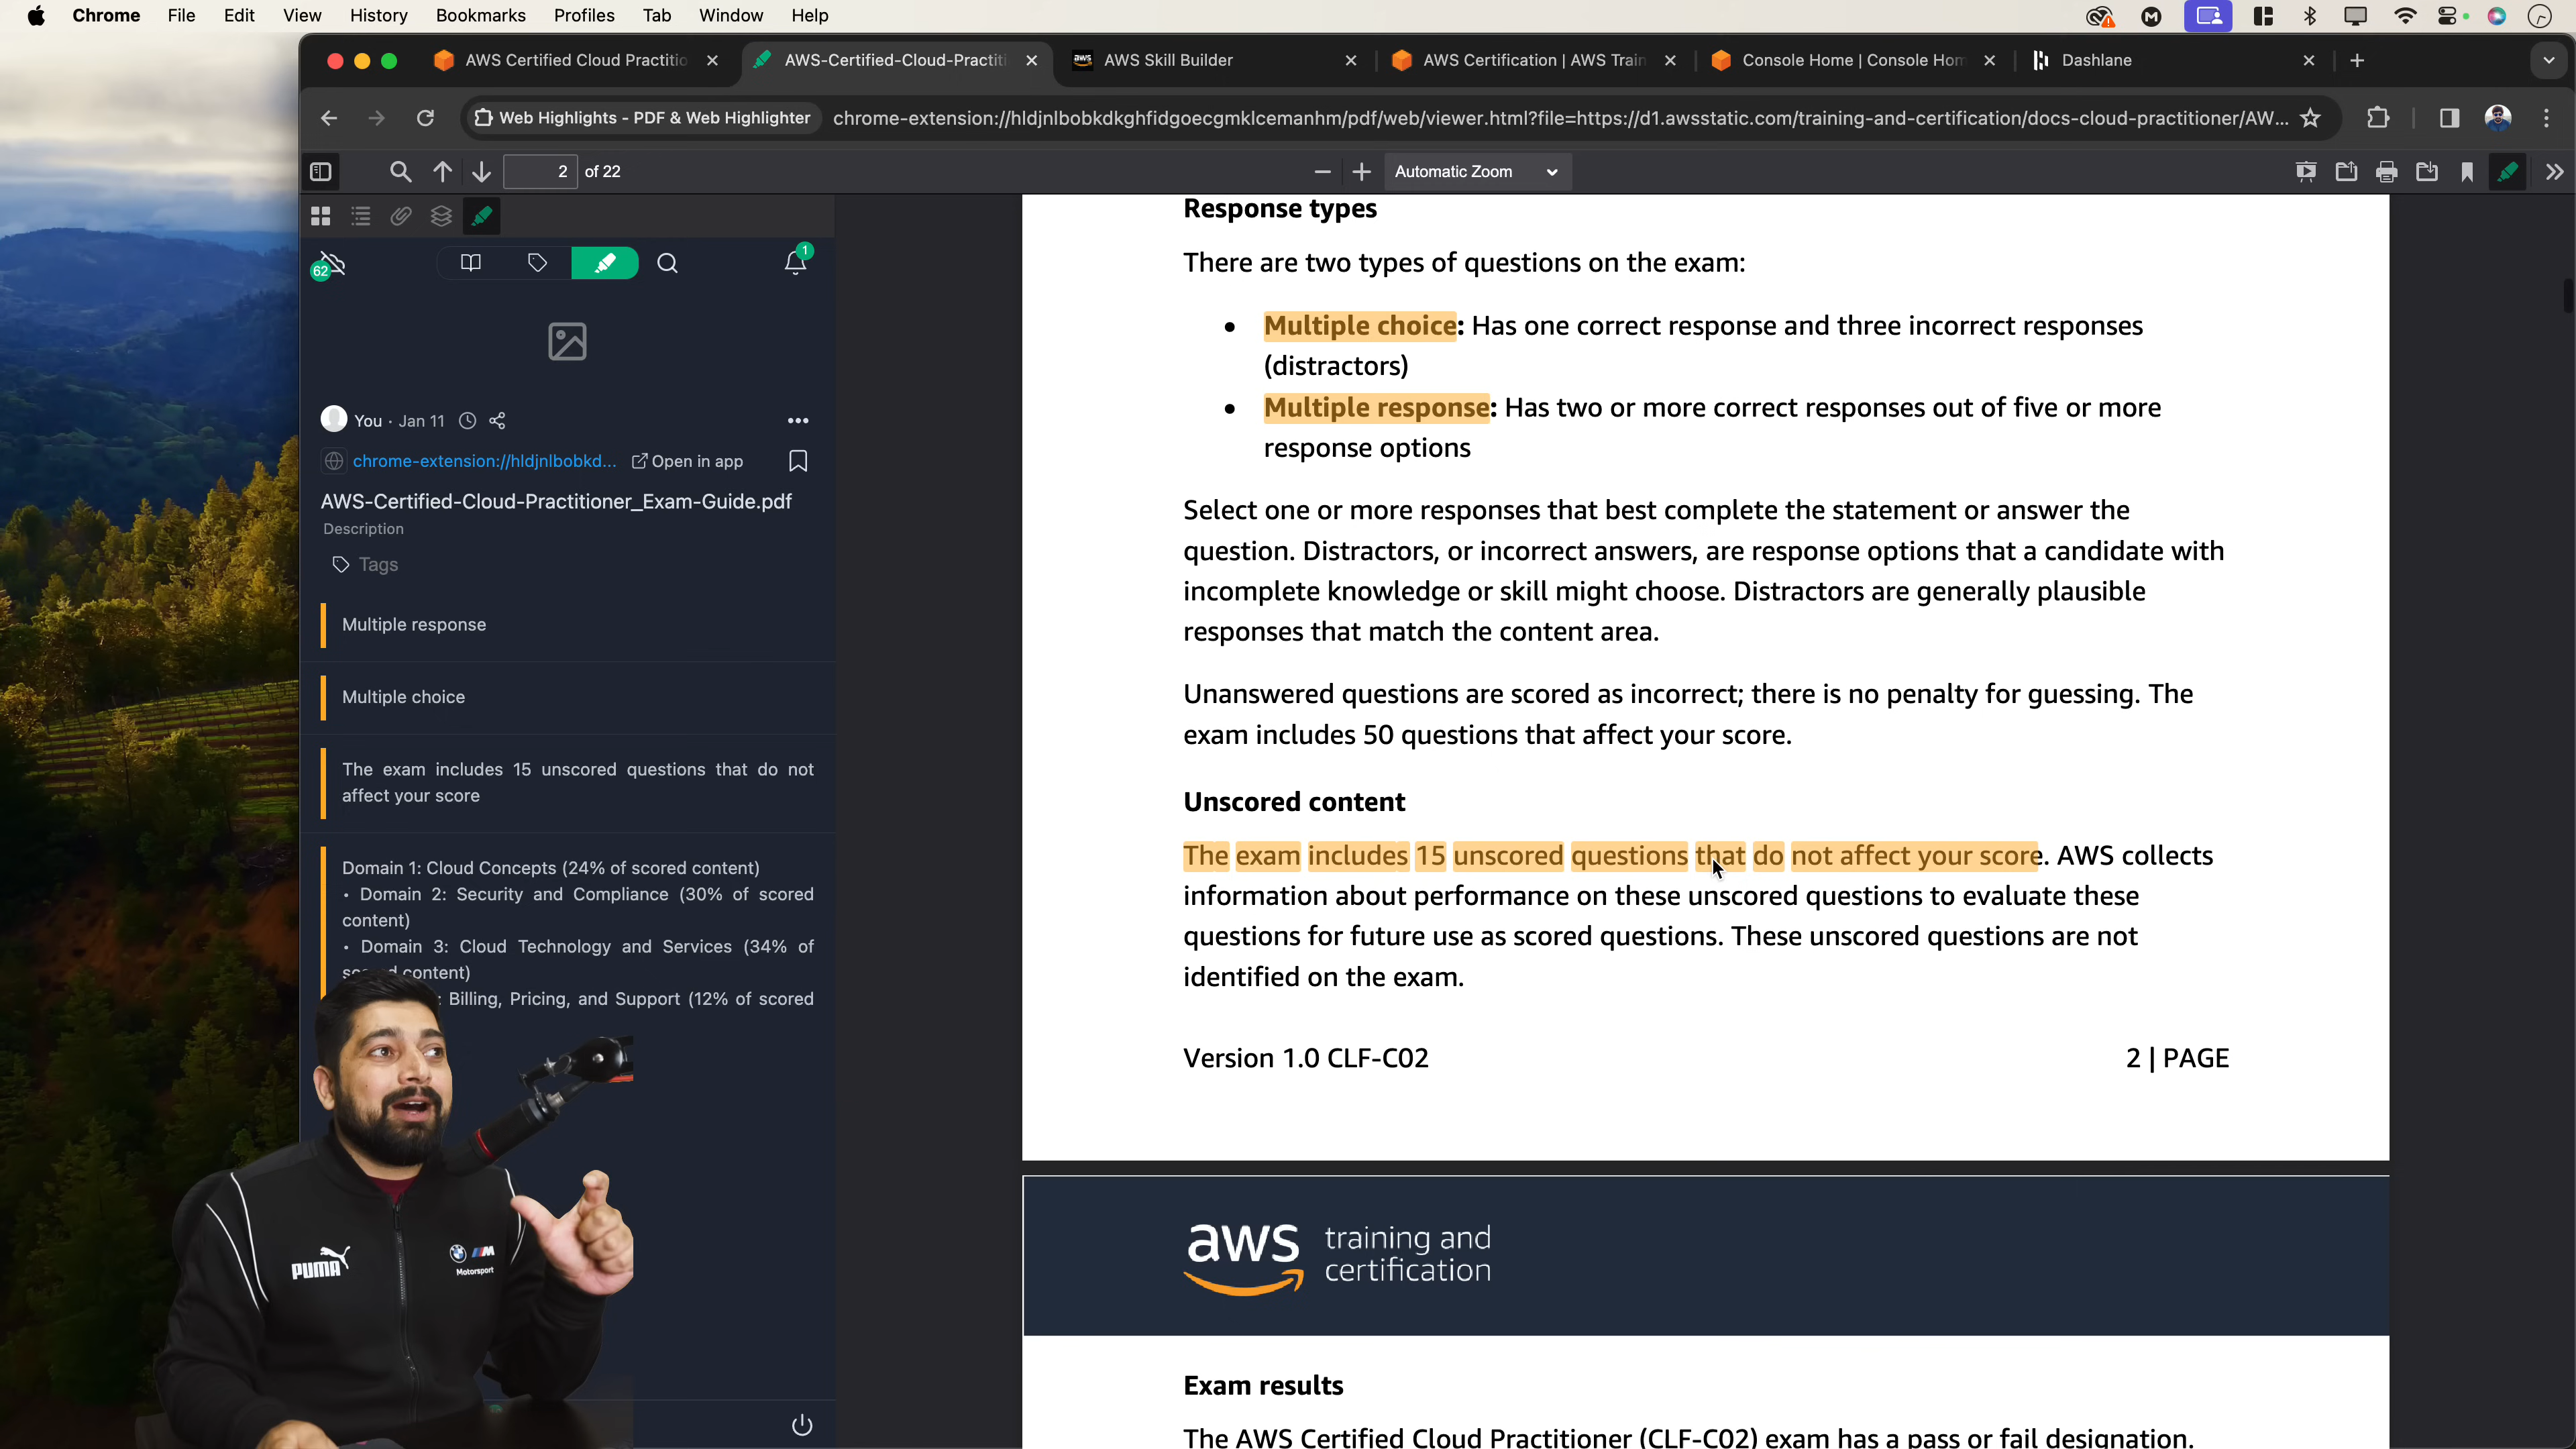 Chrome File Edit View History Bookmarks Profiles Tab Window Help
AWS Certified Cloud Practitio
AWS-Certified-Cloud-Practiti
AWS Skill Builder
AWS Certification | AWS Train
Console Home | Console Hom
Dashlane
Web Highlights - PDF & Web Highlighter
chrome-extension://hldjnlbobkdkghfidgoecgmklcemanhm/pdf/web/viewer.html?file=https://d1.awsstatic.com/training-and-certification/docs-cloud-practitioner/AW...
2 of 22
Automatic Zoom
62
1
You · Jan 11
chrome-extension://hldjnlbobkd...
Open in app
AWS-Certified-Cloud-Practitioner_Exam-Guide.pdf
Description
Tags
Multiple response
Multiple choice
The exam includes 15 unscored questions that do not
affect your score
Domain 1: Cloud Concepts (24% of scored content)
• Domain 2: Security and Compliance (30% of scored
content)
• Domain 3: Cloud Technology and Services (34% of
content)
: Billing, Pricing, and Support (12% of scored
PUMA
M
Motorsport
Response types
There are two types of questions on the exam:
• Multiple choice: Has one correct response and three incorrect responses
(distractors)
• Multiple response: Has two or more correct responses out of five or more
response options
Select one or more responses that best complete the statement or answer the
question. Distractors, or incorrect answers, are response options that a candidate with
incomplete knowledge or skill might choose. Distractors are generally plausible
responses that match the content area.
Unanswered questions are scored as incorrect; there is no penalty for guessing. The
exam includes 50 questions that affect your score.
Unscored content
The exam includes 15 unscored questions that do not affect your score. AWS collects
information about performance on these unscored questions to evaluate these
questions for future use as scored questions. These unscored questions are not
identified on the exam.
Version 1.0 CLF-C02
2 | PAGE
aws training and
certification
Exam results
The AWS Certified Cloud Practitioner (CLF-C02) exam has a pass or fail designation.